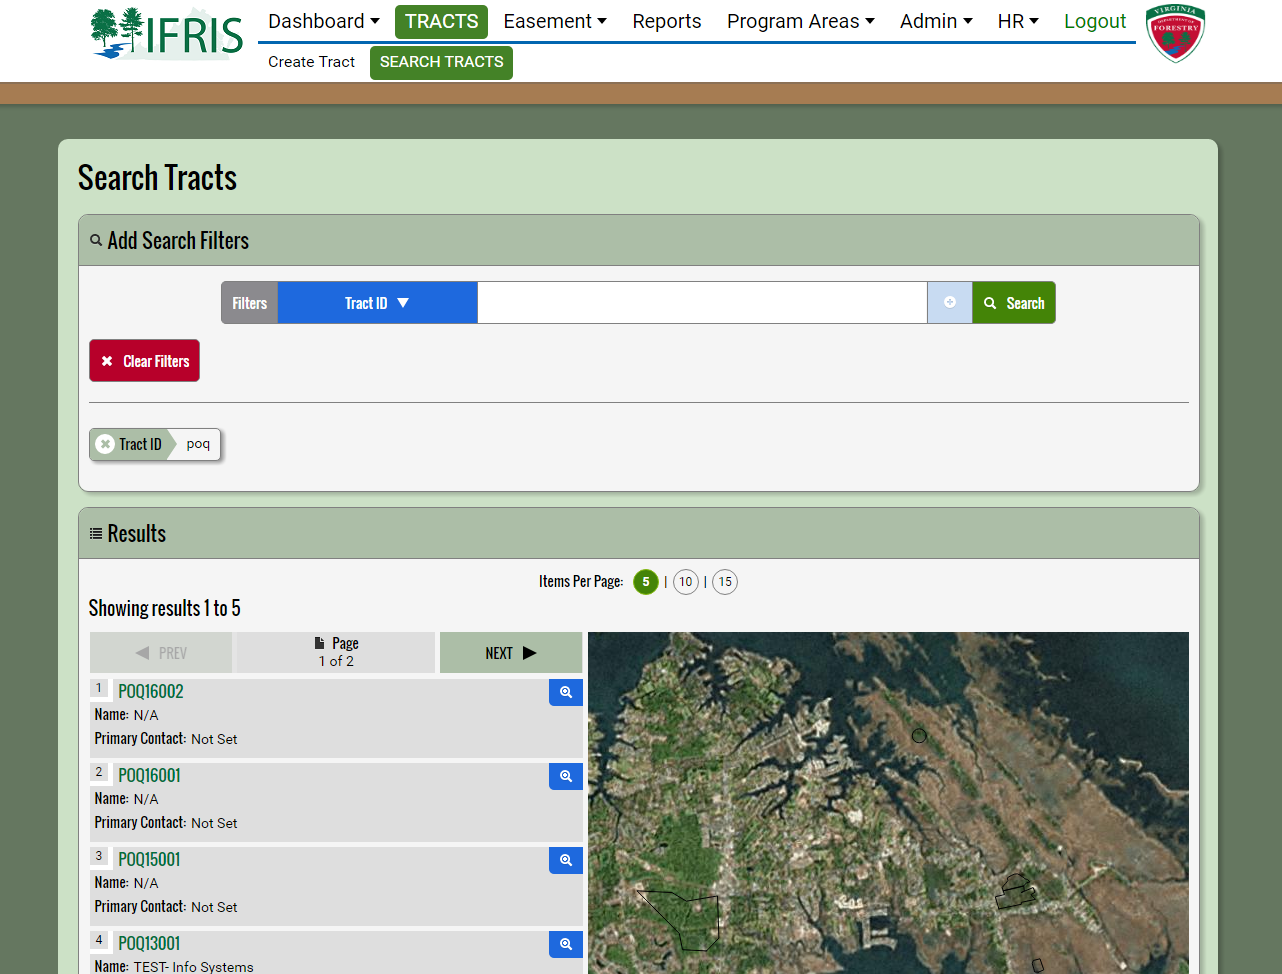 IFRIS
Dashboard TRACTS Easement Reports Program Areas Admin HR Logout
VIRGINIA
DEPARTMENT OF
FORESTRY
Create Tract SEARCH TRACTS
Search Tracts
Add Search Filters
Filters Tract ID Search
Clear Filters
Tract ID poq
Results
Items Per Page: 5 | 10 | 15
Showing results 1 to 5
PREV Page NEXT
1 of 2
1 POQ16002
Name: N/A
Primary Contact: Not Set
2 POQ16001
Name: N/A
Primary Contact: Not Set
3 POQ15001
Name: N/A
Primary Contact: Not Set
4 POQ13001
Name: TEST- Info Systems